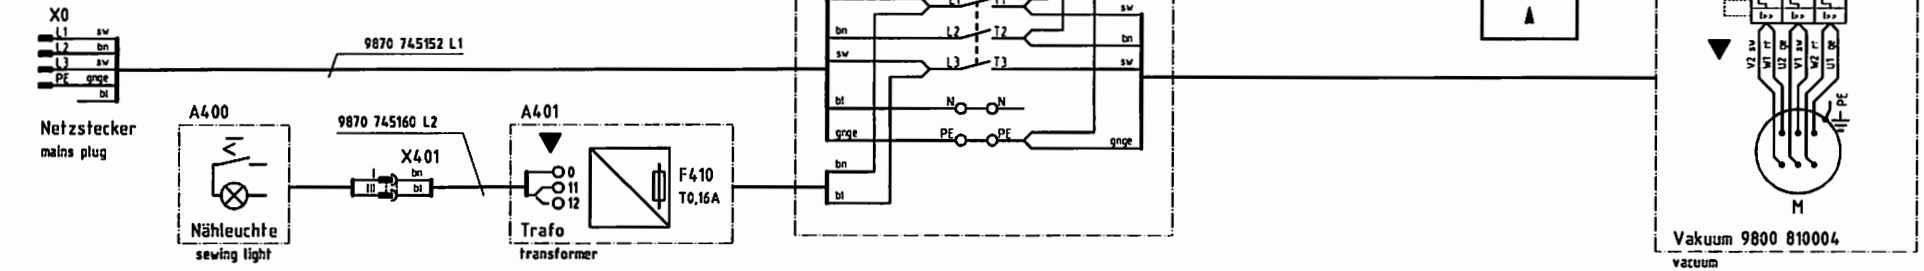 X0
L1 sw
L2 bn
L3 sw
PE gnge
bl
Netzstecker
mains plug
9870 745152 L1
A400
Nähleuchte
sewing light
9870 745160 L2
X401
I bn
III bl
A401
0
11
12
F410
T0,16A
Trafo
transformer
sw
bn L2 T2 bn
sw L3 T3 sw
bl N N
gnge PE PE gnge
bn
bl
I>> I>> I>>
V2 sw
W1 rt
U2 ge
V1 sw
W2 rt
U1 ge
PE
M
Vakuum 9800 810004
vacuum